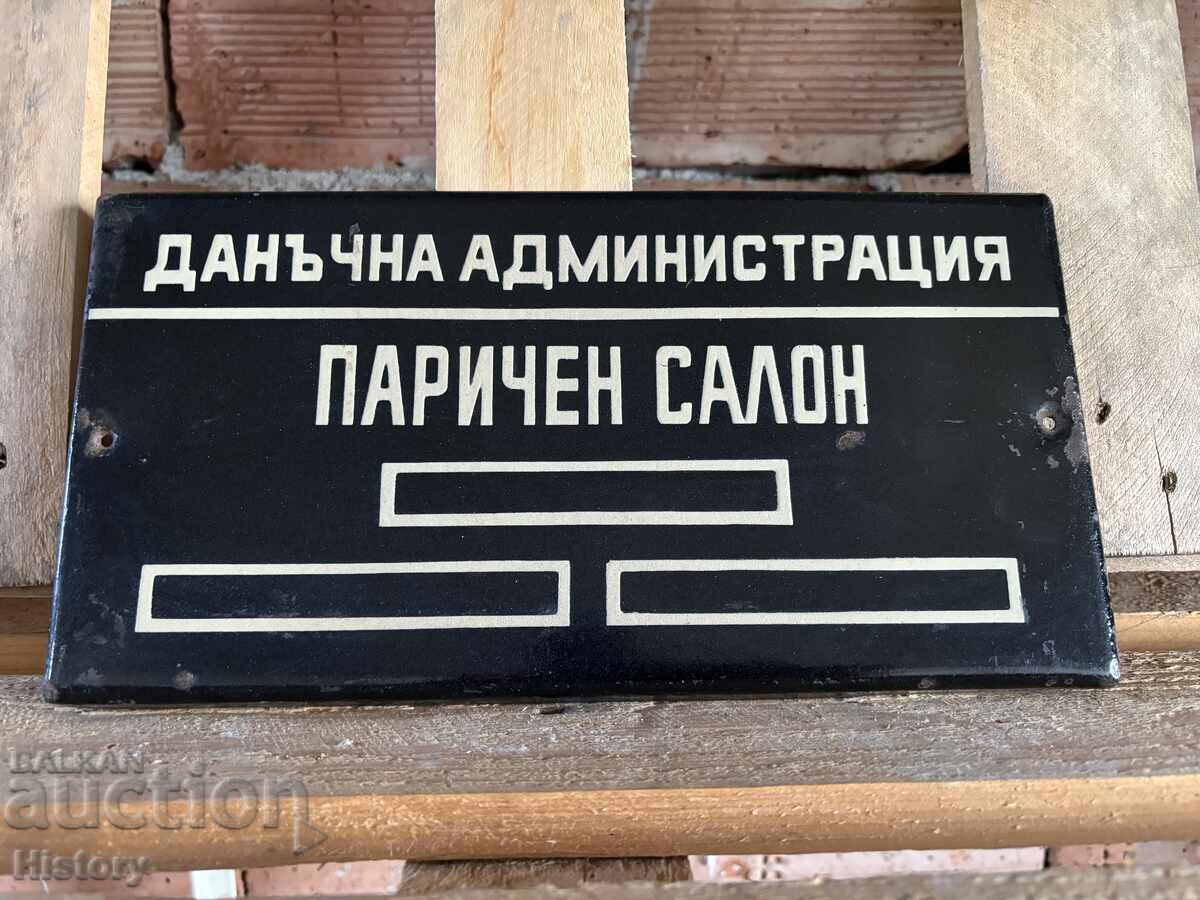 ДАНЪЧНА АДМИНИСТРАЦИЯ
ПАРИЧЕН САЛОН
BALKAN
auction
History